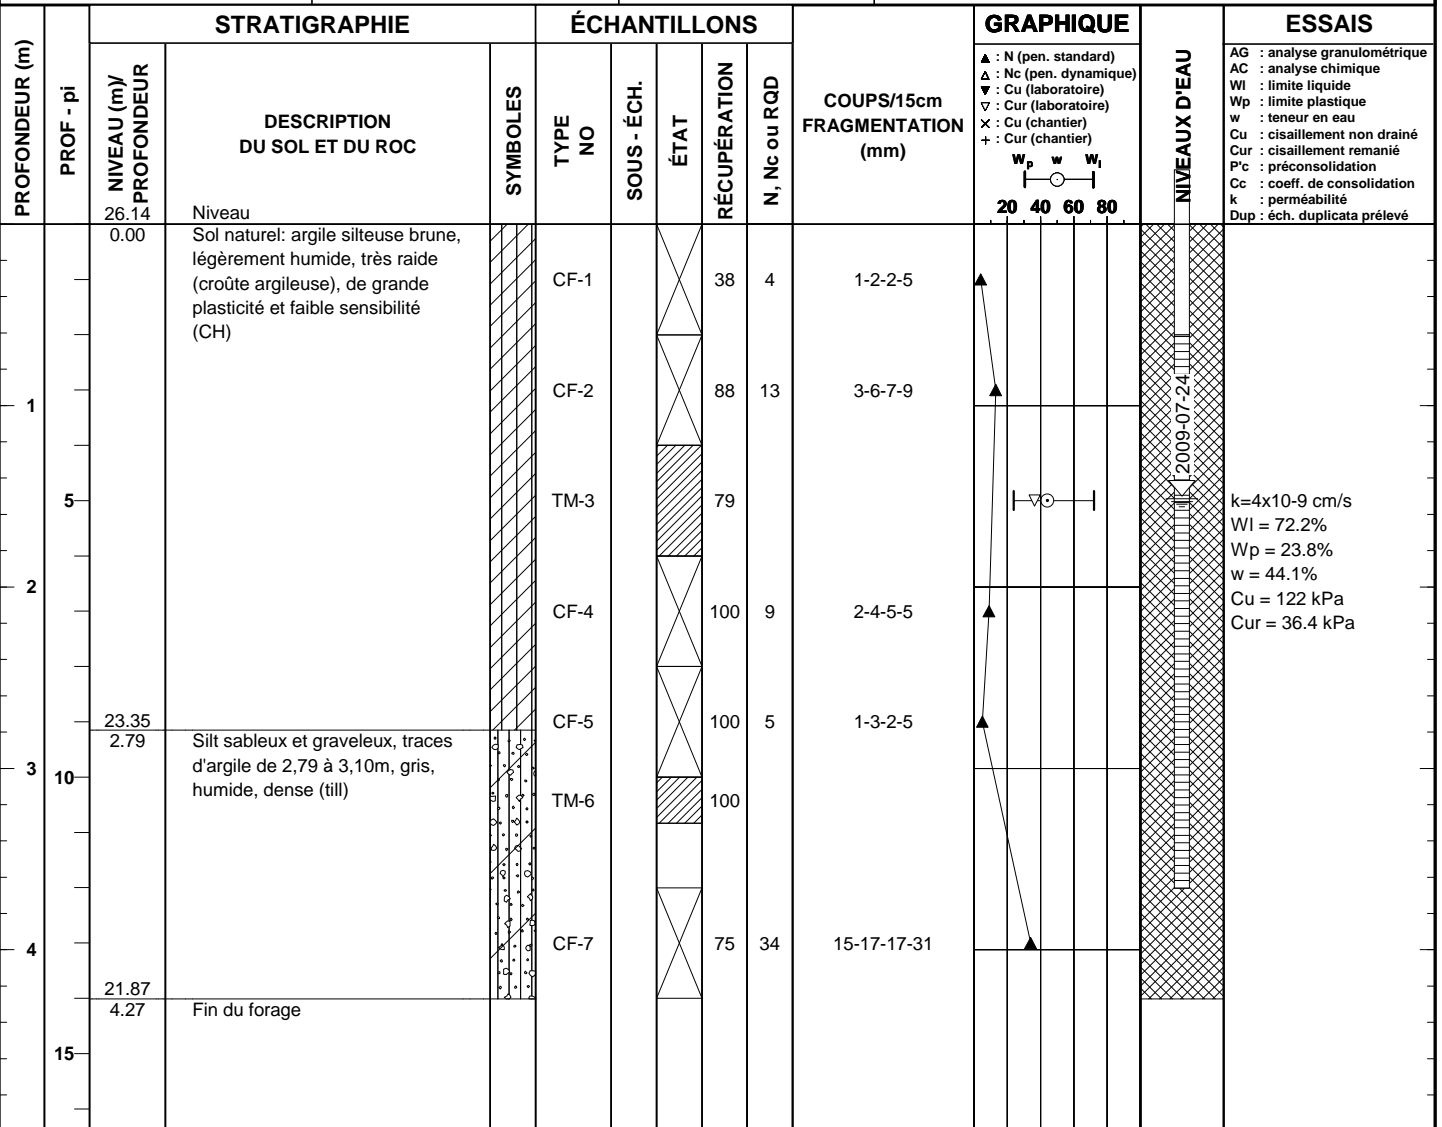 STRATIGRAPHIE
ÉCHANTILLONS
GRAPHIQUE
ESSAIS
PROFONDEUR (m)
PROF - pi
NIVEAU (m)/
PROFONDEUR
DESCRIPTION
DU SOL ET DU ROC
SYMBOLES
TYPE
NO
SOUS - ÉCH.
ÉTAT
RÉCUPÉRATION
N, Nc ou RQD
COUPS/15cm
FRAGMENTATION
(mm)
▲ : N (pen. standard)
△ : Nc (pen. dynamique)
▼ : Cu (laboratoire)
▽ : Cur (laboratoire)
× : Cu (chantier)
+ : Cur (chantier)
Wp w Wl
20 40 60 80
NIVEAUX D'EAU
AG : analyse granulométrique
AC : analyse chimique
Wl : limite liquide
Wp : limite plastique
w : teneur en eau
Cu : cisaillement non drainé
Cur : cisaillement remanié
P'c : préconsolidation
Cc : coeff. de consolidation
k : perméabilité
Dup : éch. duplicata prélevé
26.14 Niveau
0.00 Sol naturel: argile silteuse brune,
légèrement humide, très raide
(croûte argileuse), de grande
plasticité et faible sensibilité
(CH)
CF-1 38 4 1-2-2-5
CF-2 88 13 3-6-7-9
1
2009-07-24
5 TM-3 79
k=4x10-9 cm/s
Wl = 72.2%
Wp = 23.8%
w = 44.1%
Cu = 122 kPa
Cur = 36.4 kPa
2
CF-4 100 9 2-4-5-5
23.35 CF-5 100 5 1-3-2-5
2.79 Silt sableux et graveleux, traces
d'argile de 2,79 à 3,10m, gris,
humide, dense (till)
3
10
TM-6 100
CF-7 75 34 15-17-17-31
4
21.87
4.27 Fin du forage
15